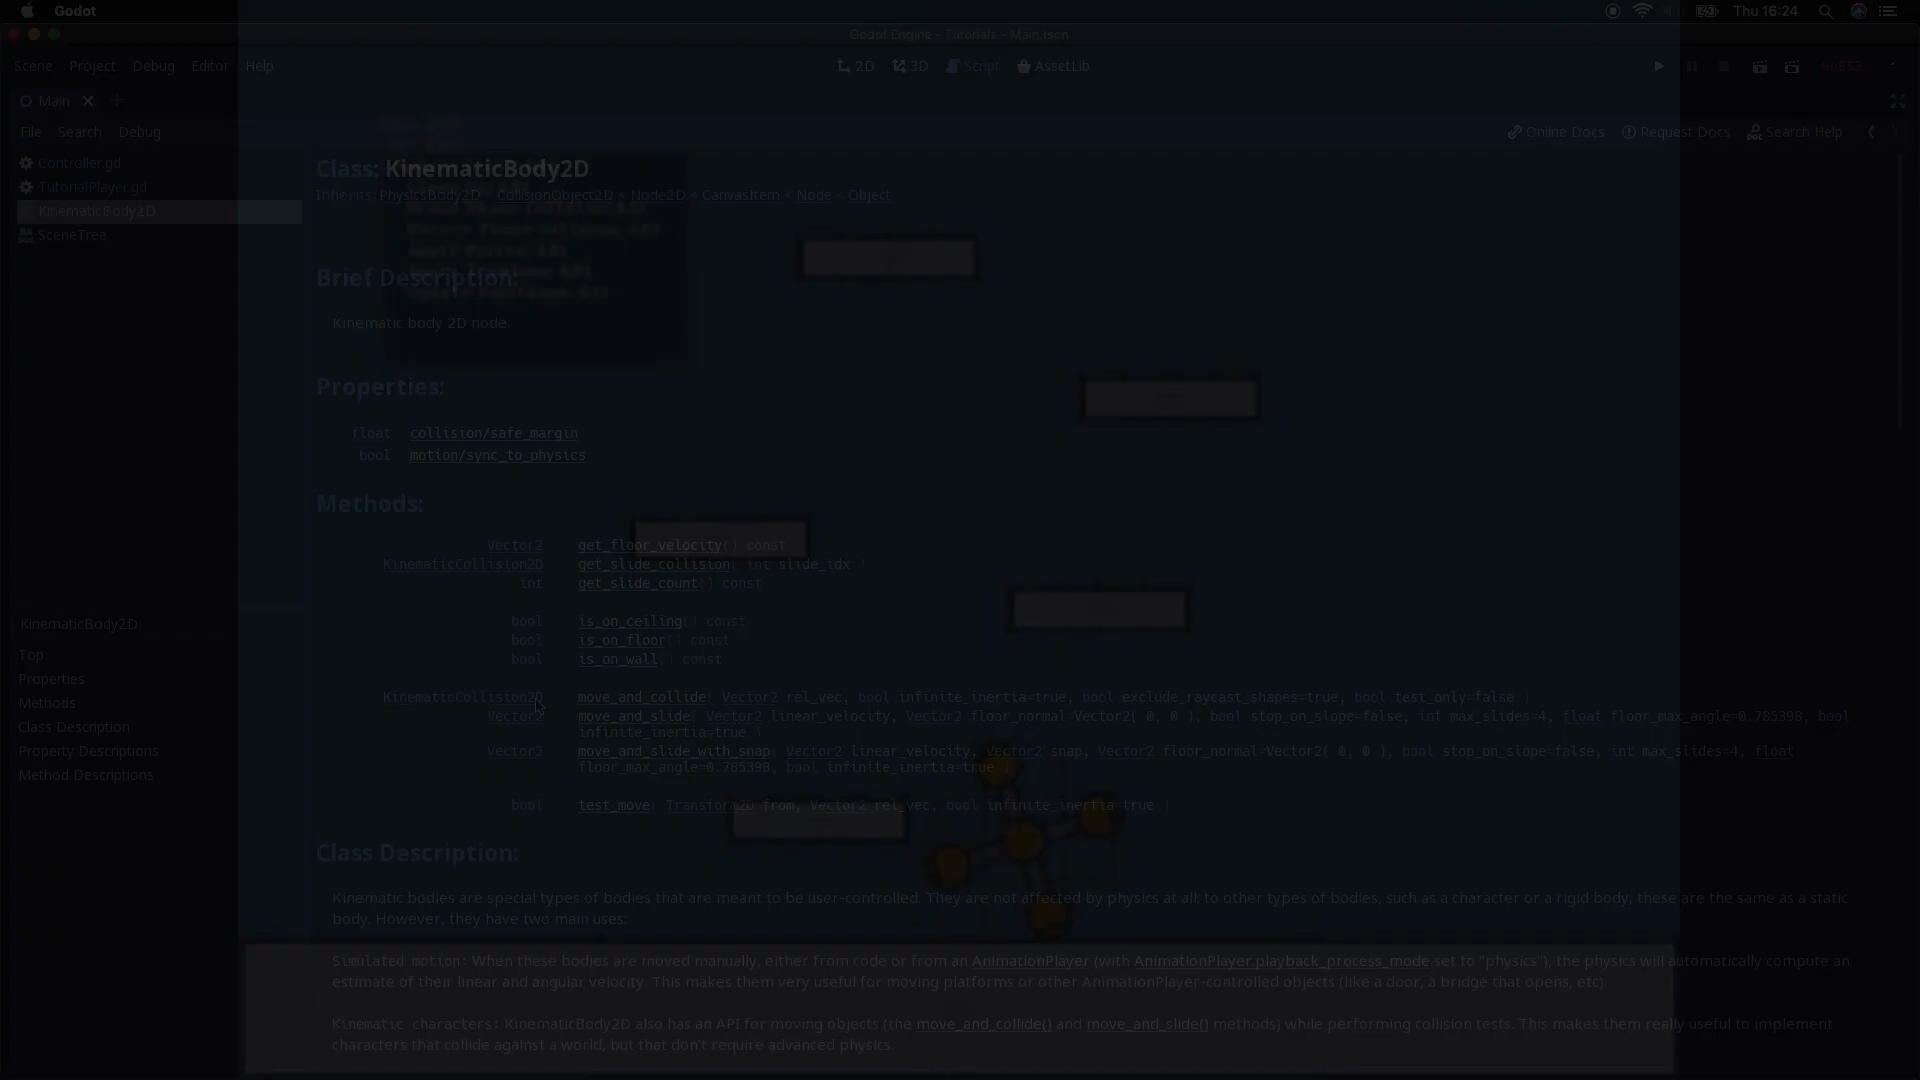 Godot
Thu 16:24
Godot Engine - Tutorials - Main.tscn
Scene Project Debug Editor Help
2D 3D Script AssetLib
GLES3
Main
File Search Debug
Online Docs Request Docs Search Help
Controller.gd
TutorialPlayer.gd
KinematicBody2D
SceneTree
Class: KinematicBody2D
Inherits: PhysicsBody2D < CollisionObject2D < Node2D < CanvasItem < Node < Object
Brief Description:
Kinematic body 2D node.
Properties:
float collision/safe_margin
bool motion/sync_to_physics
Methods:
Vector2 get_floor_velocity() const
KinematicCollision2D get_slide_collision( int slide_idx )
int get_slide_count() const
bool is_on_ceiling() const
bool is_on_floor() const
bool is_on_wall() const
KinematicCollision2D move_and_collide( Vector2 rel_vec, bool infinite_inertia=true, bool exclude_raycast_shapes=true, bool test_only=false )
Vector2 move_and_slide( Vector2 linear_velocity, Vector2 floor_normal=Vector2( 0, 0 ), bool stop_on_slope=false, int max_slides=4, float floor_max_angle=0.785398, bool
infinite_inertia=true )
Vector2 move_and_slide_with_snap( Vector2 linear_velocity, Vector2 snap, Vector2 floor_normal=Vector2( 0, 0 ), bool stop_on_slope=false, int max_slides=4, float
floor_max_angle=0.785398, bool infinite_inertia=true )
bool test_move( Transform2D from, Vector2 rel_vec, bool infinite_inertia=true )
KinematicBody2D
Top
Properties
Methods
Class Description
Property Descriptions
Method Descriptions
Class Description:
Kinematic bodies are special types of bodies that are meant to be user-controlled. They are not affected by physics at all; to other types of bodies, such as a character or a rigid body, these are the same as a static
body. However, they have two main uses:
Simulated motion: When these bodies are moved manually, either from code or from an AnimationPlayer (with AnimationPlayer.playback_process_mode set to "physics"), the physics will automatically compute an
estimate of their linear and angular velocity. This makes them very useful for moving platforms or other AnimationPlayer-controlled objects (like a door, a bridge that opens, etc).
Kinematic characters: KinematicBody2D also has an API for moving objects (the move_and_collide() and move_and_slide() methods) while performing collision tests. This makes them really useful to implement
characters that collide against a world, but that don't require advanced physics.